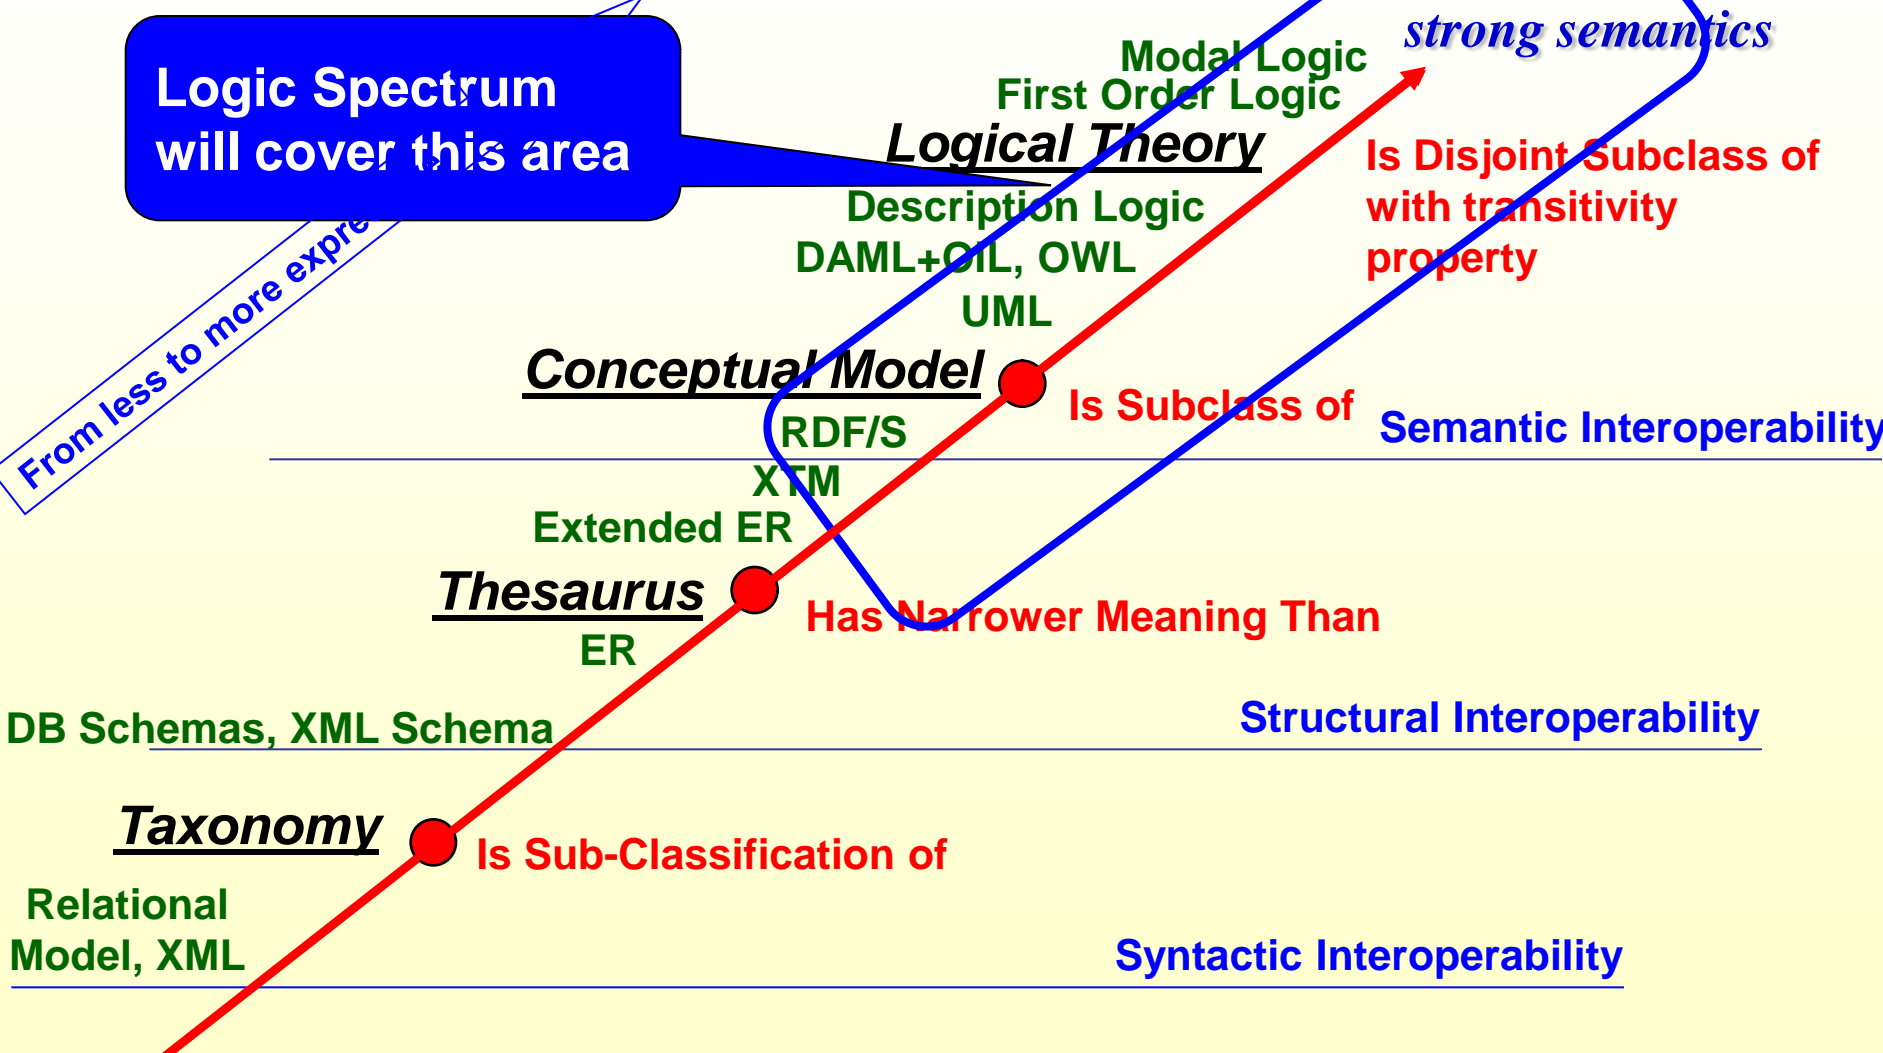 strong semantics
Logic Spectrum
will cover this area
Modal Logic
First Order Logic
Logical Theory
Is Disjoint Subclass of
with transitivity
property
Description Logic
DAML+OIL, OWL
UML
From less to more expre
Conceptual Model
Is Subclass of
RDF/S
Semantic Interoperability
XTM
Extended ER
Thesaurus
Has Narrower Meaning Than
ER
DB Schemas, XML Schema
Structural Interoperability
Taxonomy
Is Sub-Classification of
Relational
Model, XML
Syntactic Interoperability